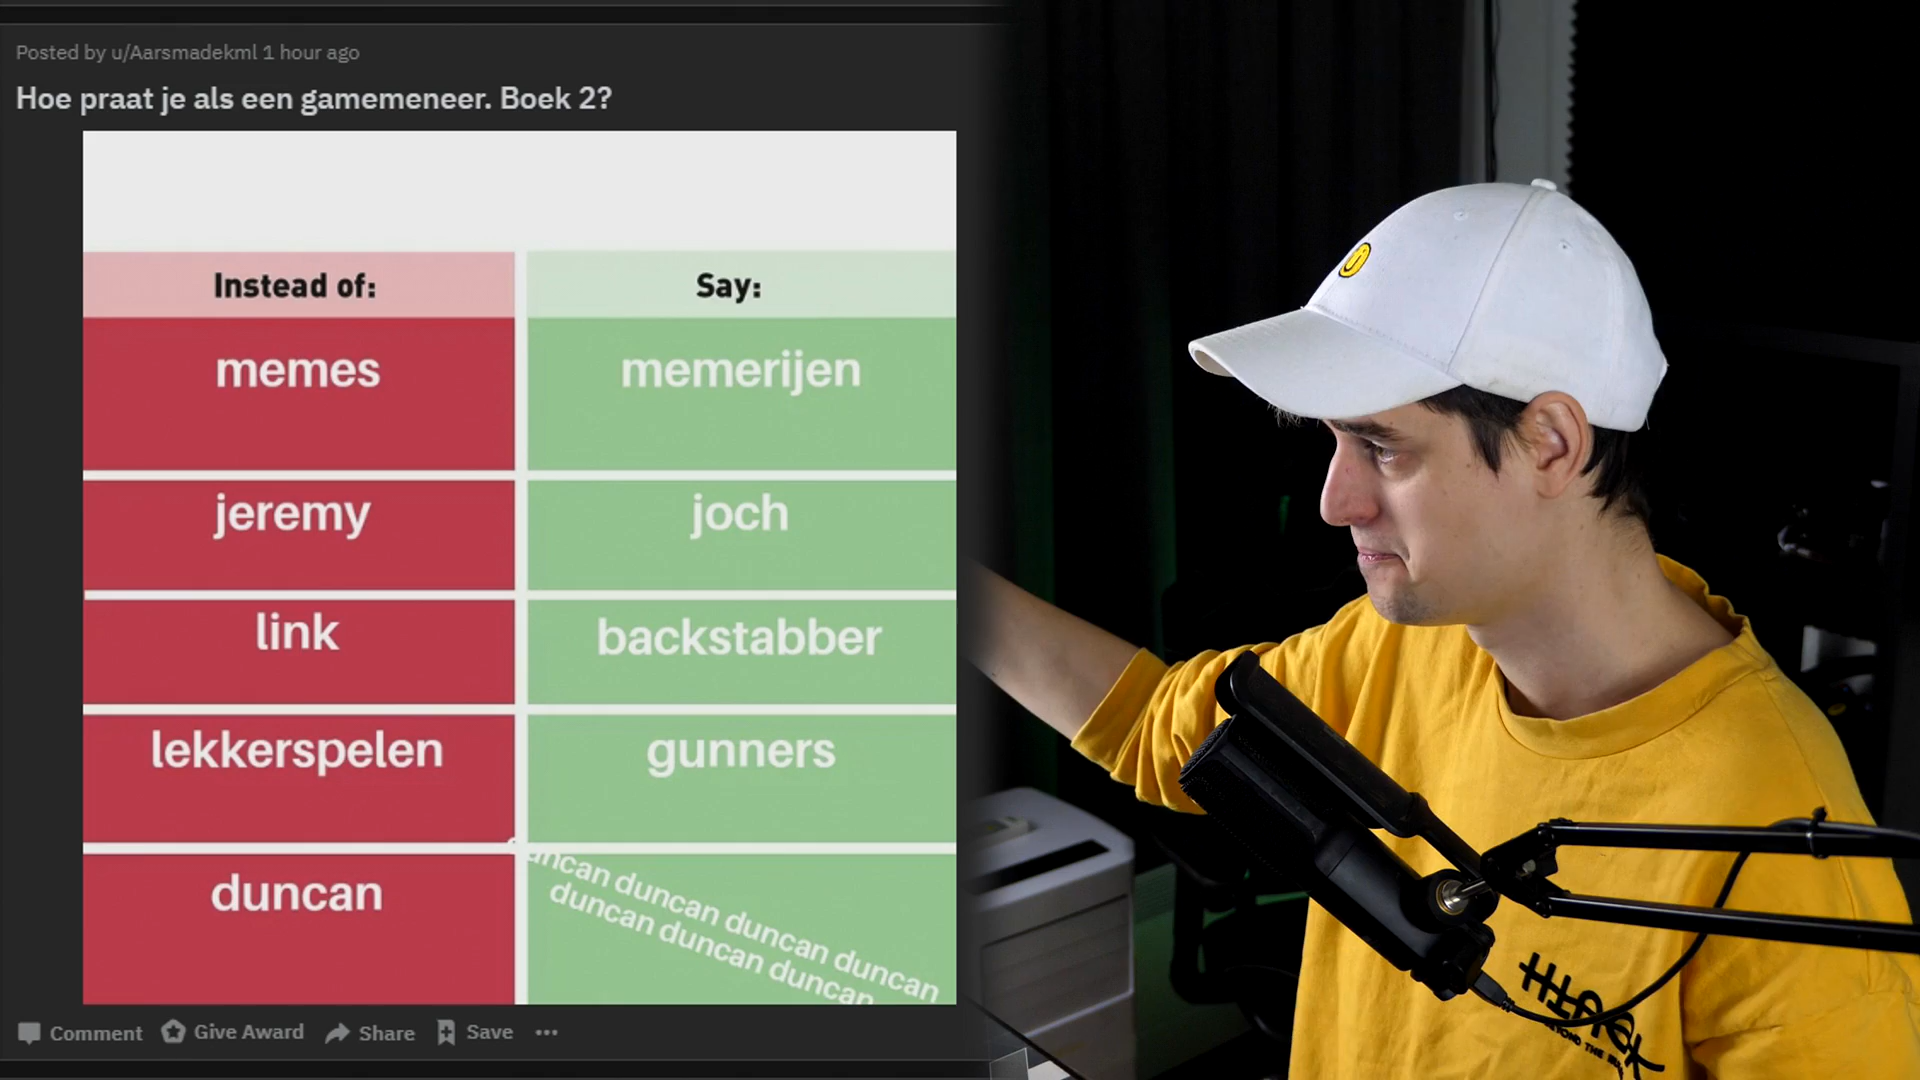 Posted by u/Aarsmadekml 1 hour ago
Hoe praat je als een gamemeneer. Boek 2?
Instead of: Say:
memes memerijen
jeremy joch
link backstabber
lekkerspelen gunners
duncan
duncan duncan duncan duncan
duncan duncan duncan
Comment Give Award Share Save